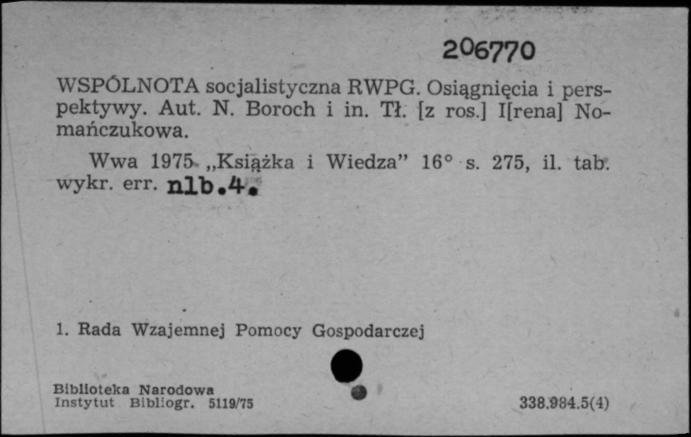 206770
WSPÓLNOTA socjalistyczna RWPG. Osiągnięcia i pers-
pektywy. Aut. N. Boroch i in. Tł. [z ros.] I[rena] No-
mańczukowa.
Wwa 1975 „Książka i Wiedza” 16° s. 275, il. tab.
wykr. err. nlb.4.
1. Rada Wzajemnej Pomocy Gospodarczej
Biblioteka Narodowa
Instytut Bibliogr. 5119/75
338.984.5(4)